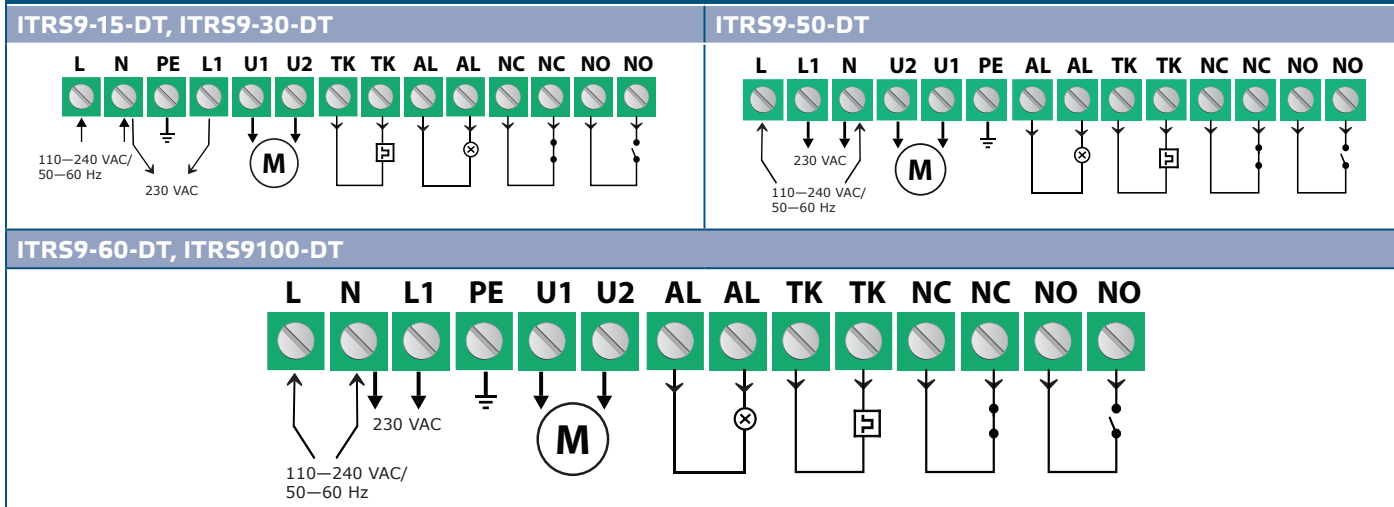 ITRS9-15-DT, ITRS9-30-DT
L N PE L1 U1 U2 TK TK AL AL NC NC NO NO
110—240 VAC/
50—60 Hz
230 VAC
M
ITRS9-50-DT
L L1 N U2 U1 PE AL AL TK TK NC NC NO NO
230 VAC
M
110—240 VAC/
50—60 Hz
ITRS9-60-DT, ITRS9100-DT
L N L1 PE U1 U2 AL AL TK TK NC NC NO NO
230 VAC
M
110—240 VAC/
50—60 Hz